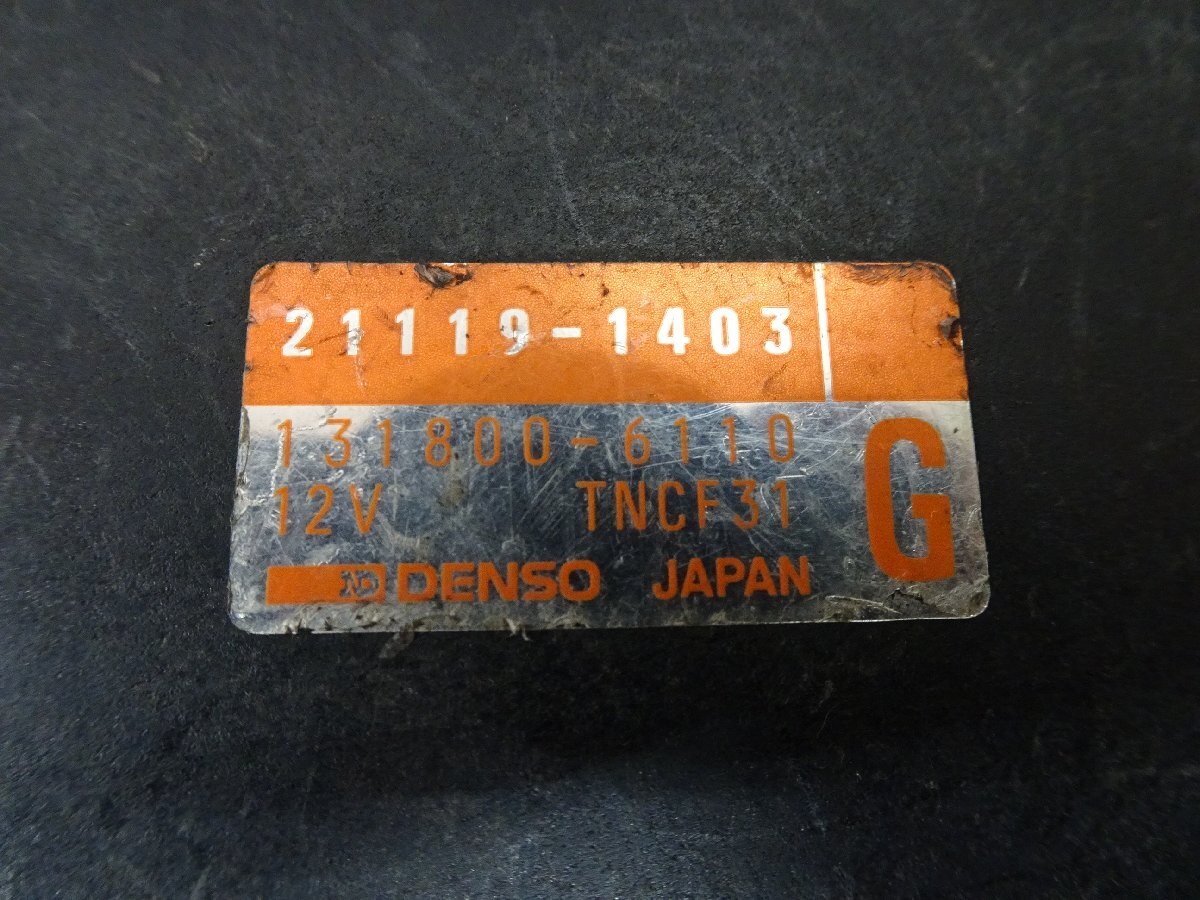 21119-1403
131800-6110
12V TNCF31
G
DENSO JAPAN